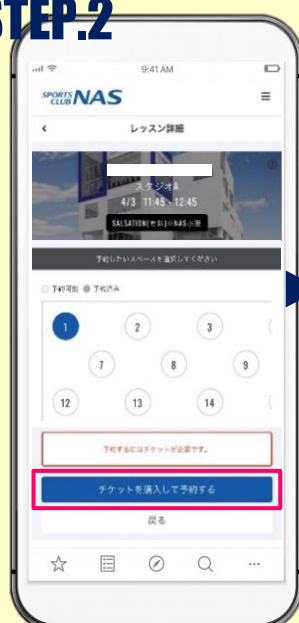 STEP.2
9:41 AM
SPORTS CLUB NAS
レッスン詳細
スタジオA
4/3 11:45 - 12:45
予約したいスペースを選択してください
予約可能 予約済み
1 2 3
7 8 9
12 13 14
予約するにはチケットが必要です。
チケットを購入して予約する
戻る